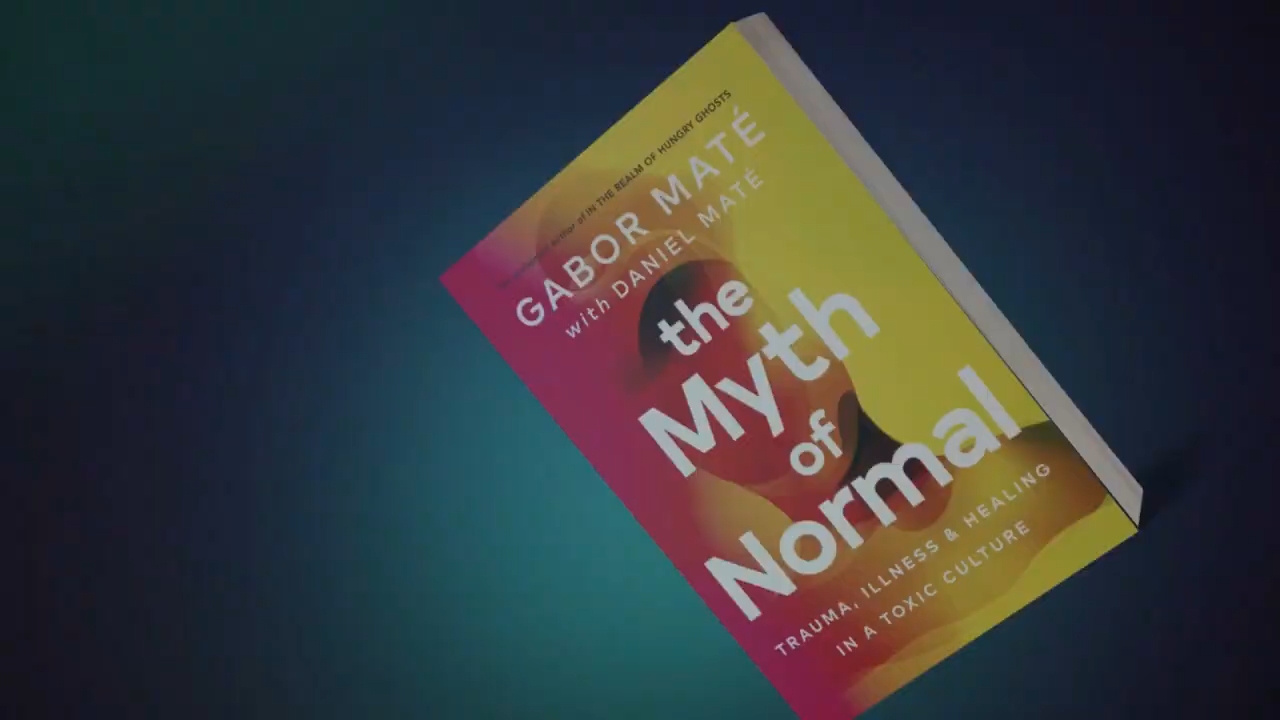 author of IN THE REALM OF HUNGRY GHOSTS
GABOR MATÉ
with DANIEL MATÉ
the
Myth
of
Normal
TRAUMA, ILLNESS & HEALING
IN A TOXIC CULTURE